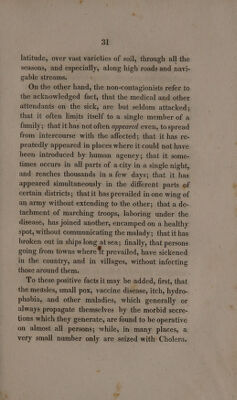 31
latitude, over vast varieties of soil, through all the
seasons, and especially, along high roads and navi-
gable streams.
On the other hand, the non-contagionists refer to
the acknowledged fact, that the medical and other
attendants on the sick, are but seldom attacked;
that it often limits itself to a single member of a
family; that it has not often appeared even, to spread
from intercourse with the affected; that it has re-
peatedly appeared in places where it could not have
been introduced by human agency; that it some-
times occurs in all parts of a city in a single night,
and reaches thousands in a few days; that it has
appeared simultaneously in the different parts of
certain districts; that it has prevailed in one wing of
an army without extending to the other; that a de-
tachment of marching troops, laboring under the
disease, has joined another, encamped on a healthy
spot, without communicating the malady; that it has
broken out in ships long at sea; finally, that persons
going from towns where it prevailed, have sickened
in the country, and in villages, without infecting
those around them.
To these positive facts it may be added, first, that
the measles, small pox, vaccine disease, itch, hydro-
phobia, and other maladies, which generally or
always propagate themselves by the morbid secre-
tions which they generate, are found to be operative
on almost all persons; while, in many places, a
very small number only are seized with Cholera.